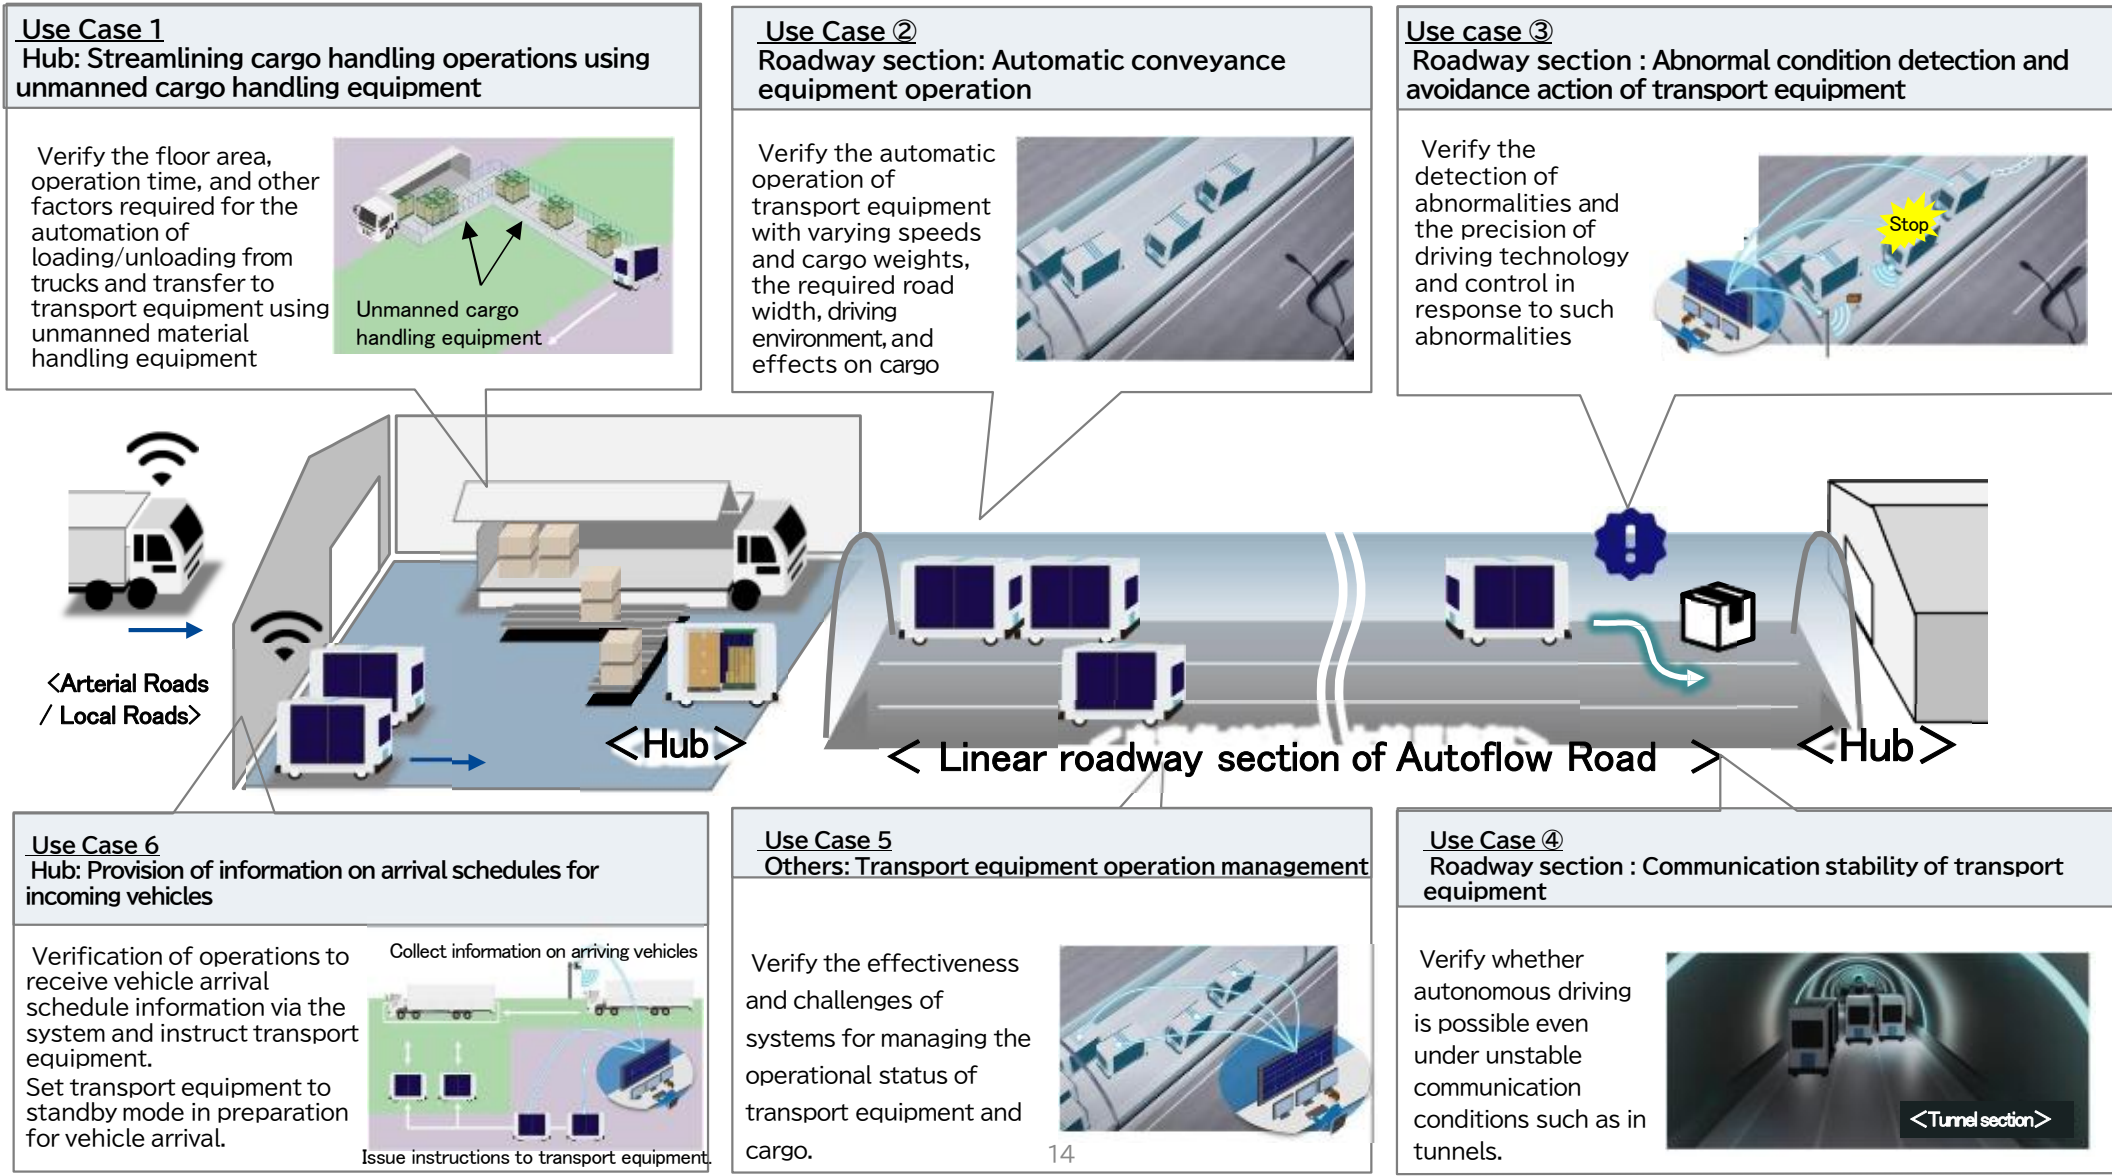 Use Case 1
Hub: Streamlining cargo handling operations using
unmanned cargo handling equipment
Verify the floor area,
operation time, and other
factors required for the
automation of
loading/unloading from
trucks and transfer to
transport equipment using
unmanned material
handling equipment
Unmanned cargo
handling equipment
Use Case ②
Roadway section: Automatic conveyance
equipment operation
Verify the automatic
operation of
transport equipment
with varying speeds
and cargo weights,
the required road
width, driving
environment, and
effects on cargo
Use case ③
Roadway section : Abnormal condition detection and
avoidance action of transport equipment
Verify the
detection of
abnormalities and
the precision of
driving technology
and control in
response to such
abnormalities
Stop
<Arterial Roads
/ Local Roads>
<Hub>
< Linear roadway section of Autoflow Road >
<Hub>
Use Case 6
Hub: Provision of information on arrival schedules for
incoming vehicles
Verification of operations to
receive vehicle arrival
schedule information via the
system and instruct transport
equipment.
Set transport equipment to
standby mode in preparation
for vehicle arrival.
Collect information on arriving vehicles
Issue instructions to transport equipment.
Use Case 5
Others: Transport equipment operation management
Verify the effectiveness
and challenges of
systems for managing the
operational status of
transport equipment and
cargo.
14
Use Case ④
Roadway section : Communication stability of transport
equipment
Verify whether
autonomous driving
is possible even
under unstable
communication
conditions such as in
tunnels.
<Tunnel section>